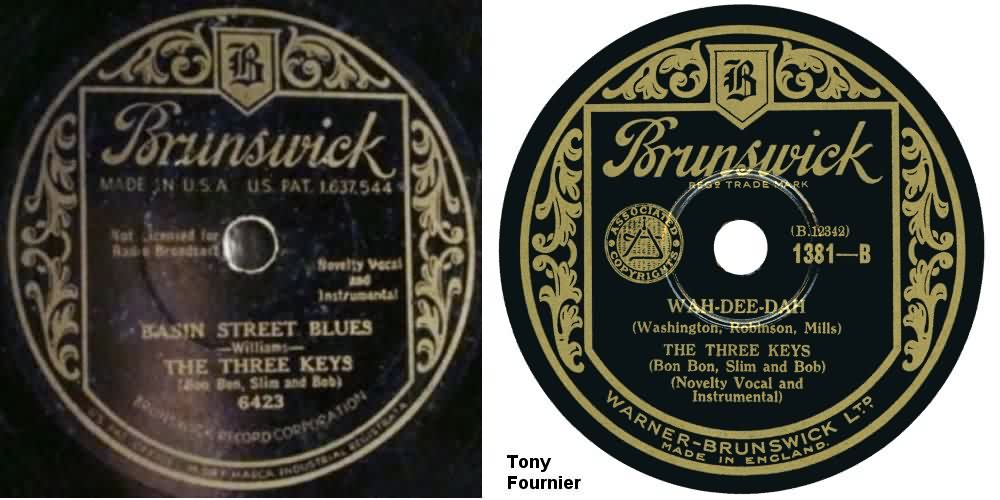 B
Brunswick
MADE IN U.S.A. U.S. PAT. 1,637,544
Not Licensed for
Radio Broadcast
Novelty Vocal
and
Instrumental
BASIN STREET BLUES
—Williams—
THE THREE KEYS
(Bon Bon, Slim and Bob)
6423
BRUNSWICK RECORD CORPORATION
MARCA INDUSTRIAL REGISTRADA
B
Brunswick
REGD TRADE MARK
ASSOCIATED
COPYRIGHTS
(B.12342)
1381—B
WAH-DEE-DAH
(Washington, Robinson, Mills)
THE THREE KEYS
(Bon Bon, Slim and Bob)
(Novelty Vocal and
Instrumental)
WARNER-BRUNSWICK LTD.
MADE IN ENGLAND.
Tony
Fournier